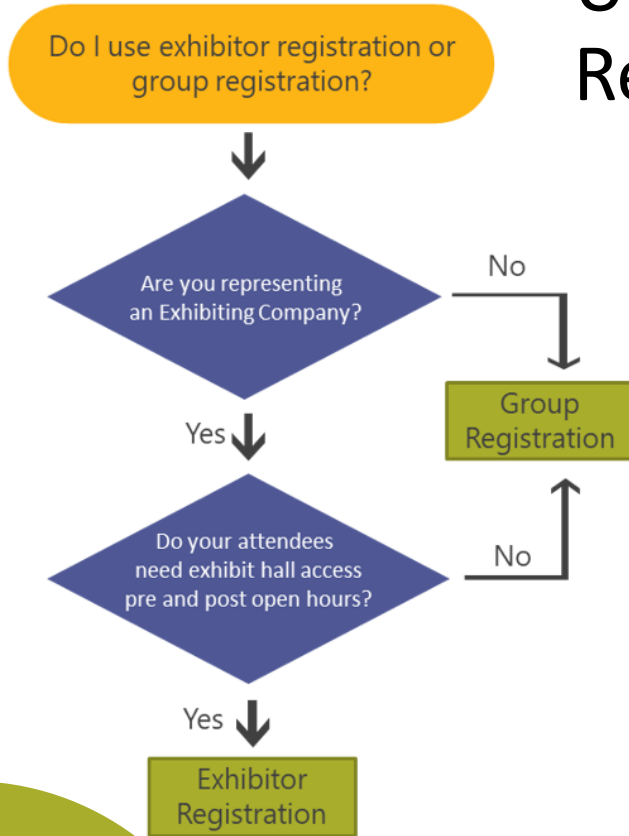 Do I use exhibitor registration or
group registration?
Are you representing
an Exhibiting Company?
No
Group
Registration
Yes
Do your attendees
need exhibit hall access
pre and post open hours?
No
Yes
Exhibitor
Registration